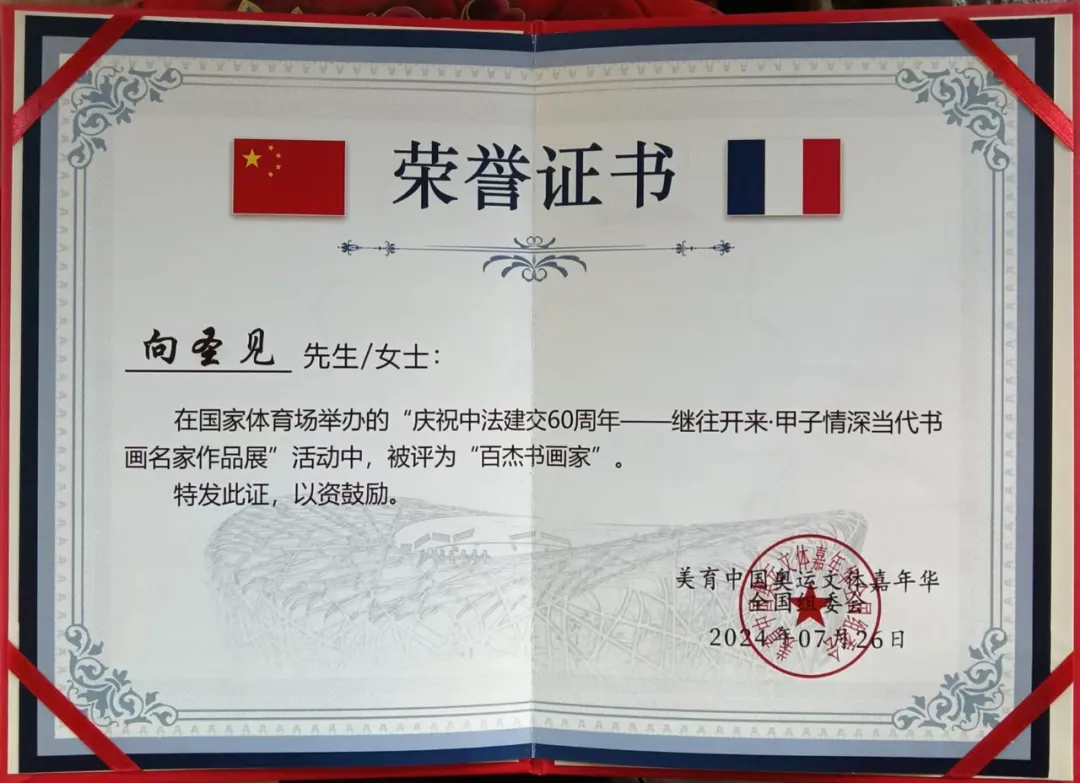 荣誉证书
向圣见 先生/女士：
在国家体育场举办的“庆祝中法建交60周年——继往开来·甲子情深当代书
画名家作品展”活动中，被评为“百杰书画家”。
特发此证，以资鼓励。
美育中国奥运文体嘉年华
全国组委会
2024年07月26日